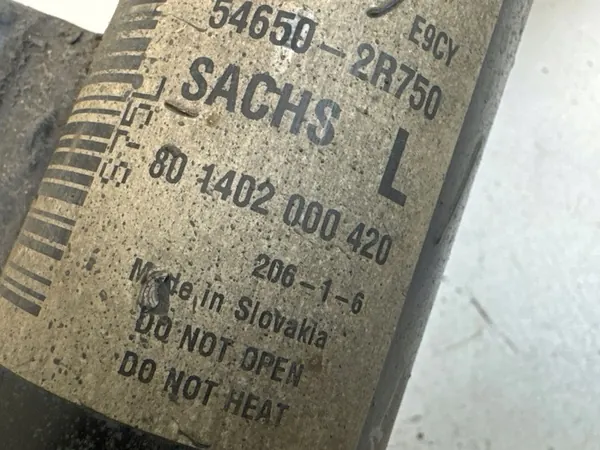 E9CY
54650-2R750
SACHS L
80 1402 000 420
206-1-6
Made in Slovakia
DO NOT OPEN
DO NOT HEAT